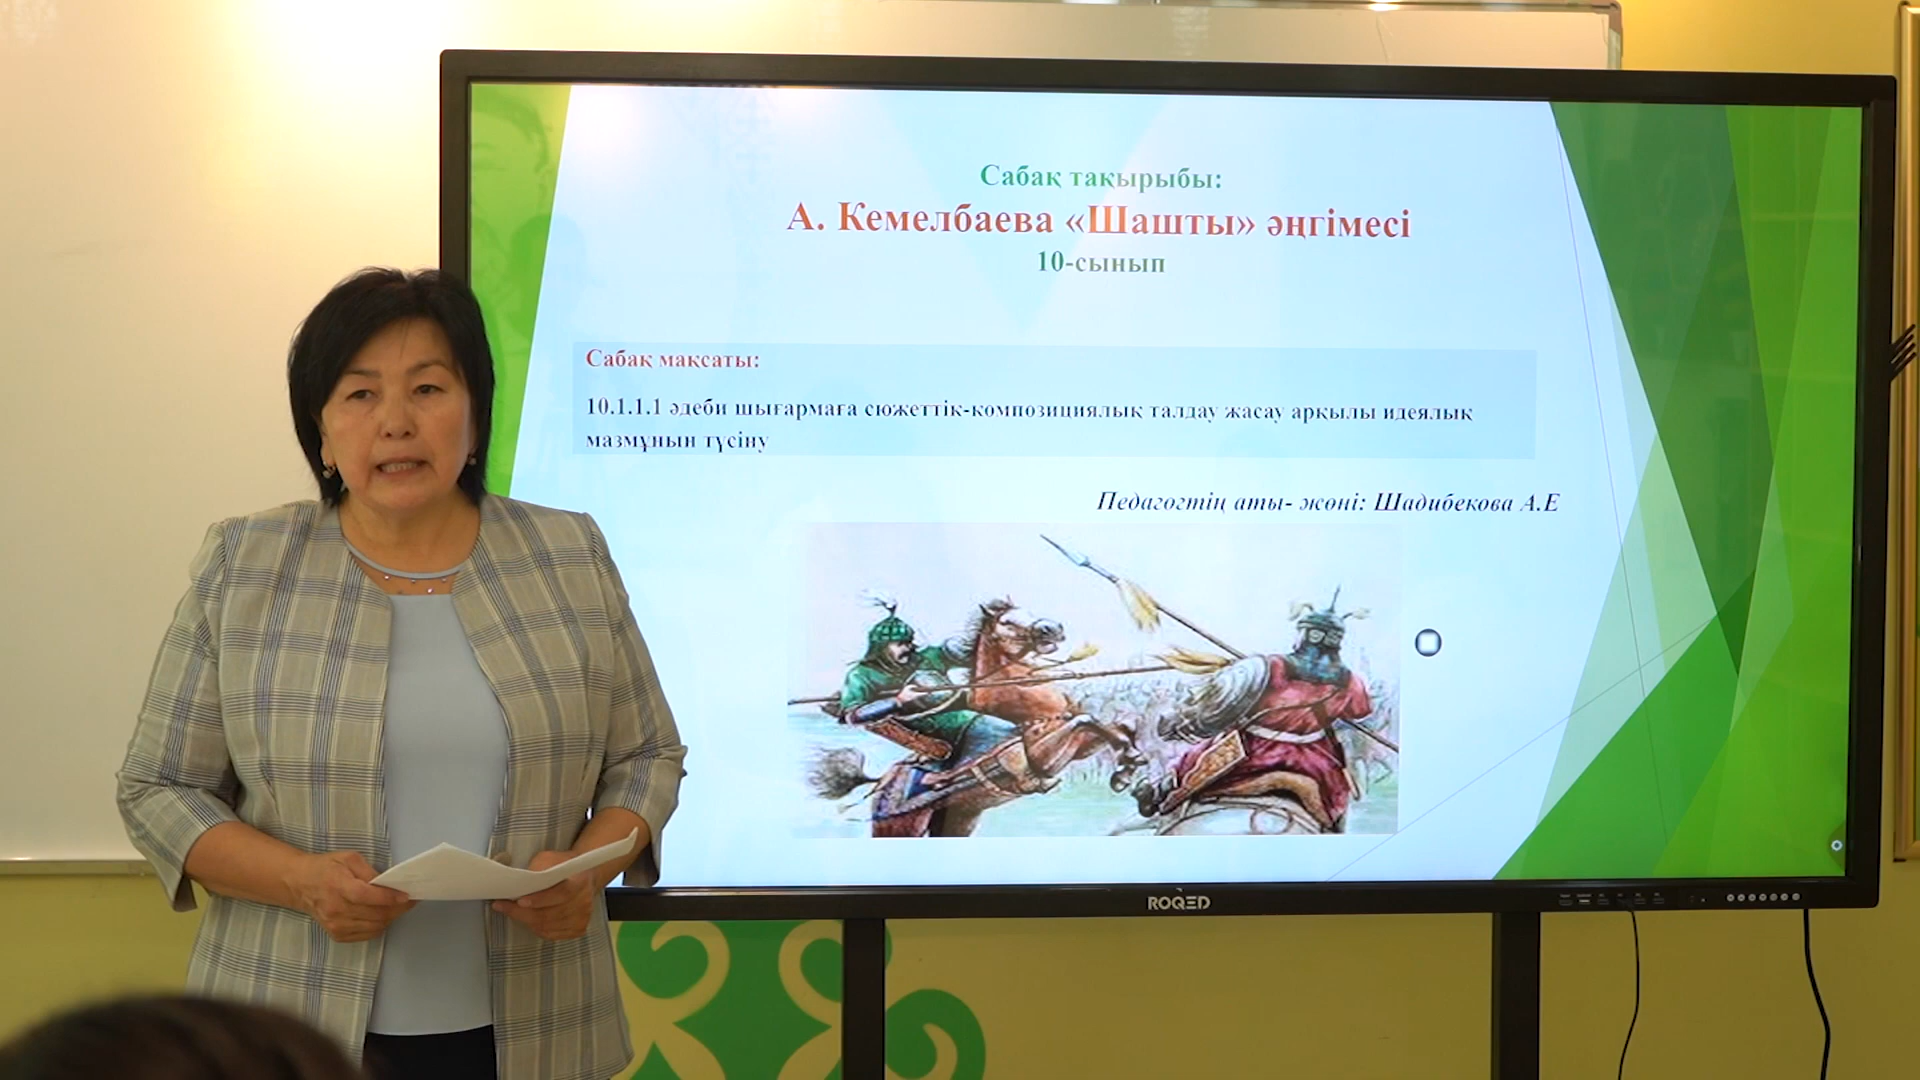 Сабақ тақырыбы:
А. Кемелбаева «Шашты» әңгімесі
10-сынып
Сабақ мақсаты:
10.1.1.1 әдеби шығармаға сюжеттік-композициялық талдау жасау арқылы идеялық
мазмұнын түсіну
Педагогтің аты- жөні: Шадибекова А.Е
ROQED